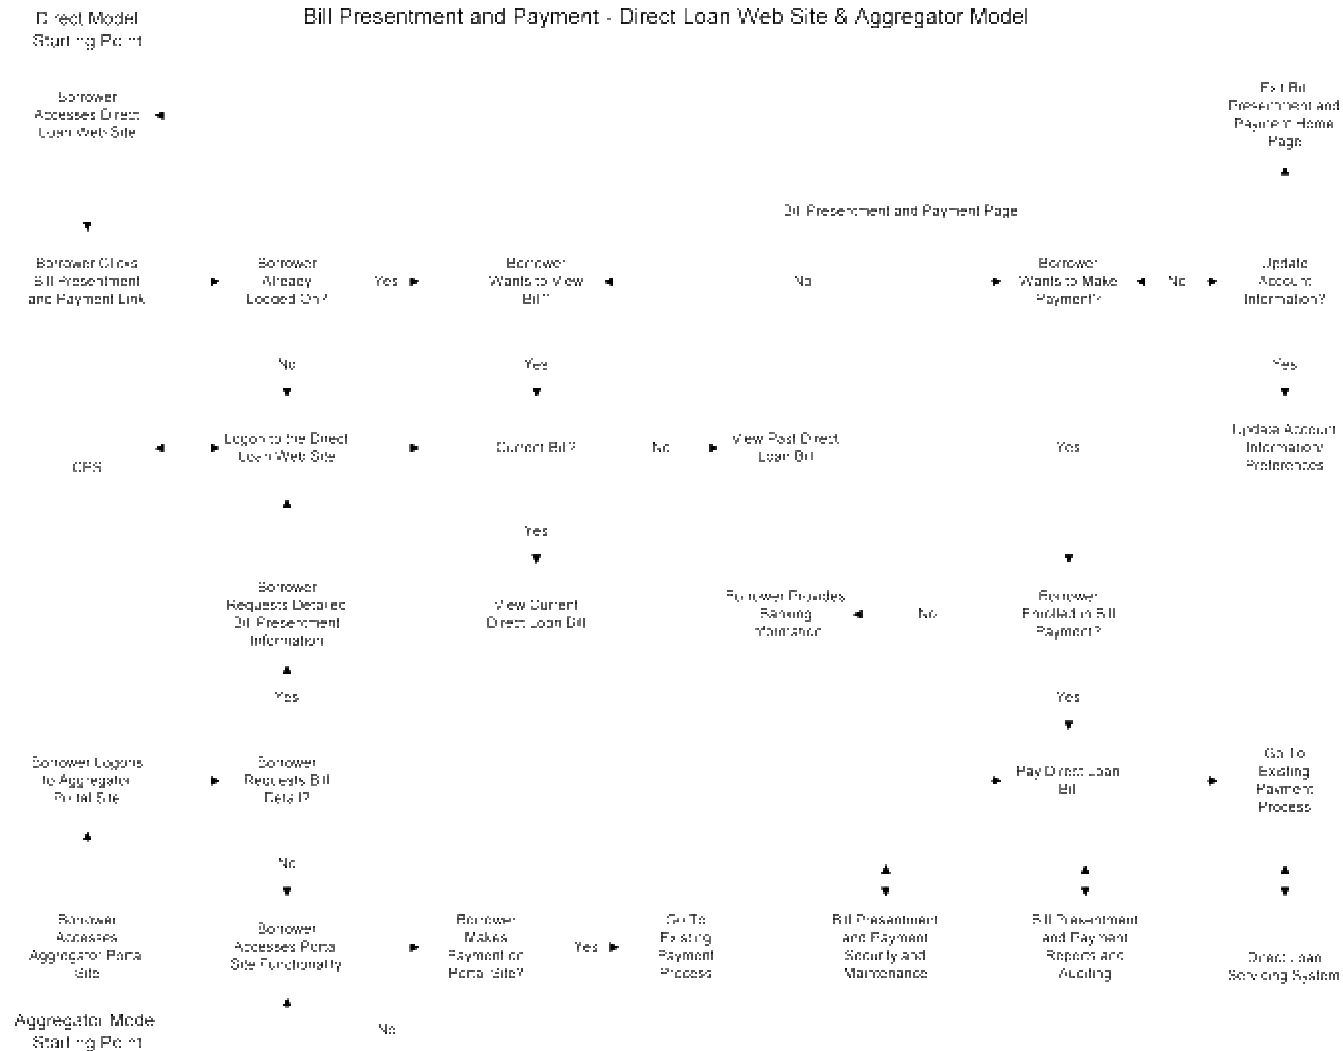 Direct Model
Starting Point
Bill Presentment and Payment - Direct Loan Web Site & Aggregator Model
Borrower
Accesses Direct
Loan Web Site
Exit Bill
Presentment and
Payment Home
Page
Bill Presentment and Payment Page
Borrower Clicks
Bill Presentment
and Payment Link
Borrower
Already
Logged On?
Yes
Borrower
Wants to View
Bill?
No
Borrower
Wants to Make
Payment?
No
Update
Account
Information?
No
Yes
Yes
CPS
Logon to the Direct
Loan Web Site
Current Bill?
No
View Past Direct
Loan Bill
Yes
Update Account
Information/
Preferences
Yes
Borrower
Requests Detailed
Bill Presentment
Information
View Current
Direct Loan Bill
Borrower Provides
Banking
Information
No
Borrower
Enrolled in Bill
Payment?
Yes
Yes
Borrower Logons
to Aggregator
Portal Site
Borrower
Requests Bill
Detail?
Pay Direct Loan
Bill
Go To
Existing
Payment
Process
No
Borrower
Accesses
Aggregator Portal
Site
Borrower
Accesses Portal
Site Functionality
Borrower
Makes
Payment on
Portal Site?
Yes
Go To
Existing
Payment
Process
Bill Presentment
and Payment
Security and
Maintenance
Bill Presentment
and Payment
Reports and
Auditing
Direct Loan
Servicing System
Aggregator Model
Starting Point
No